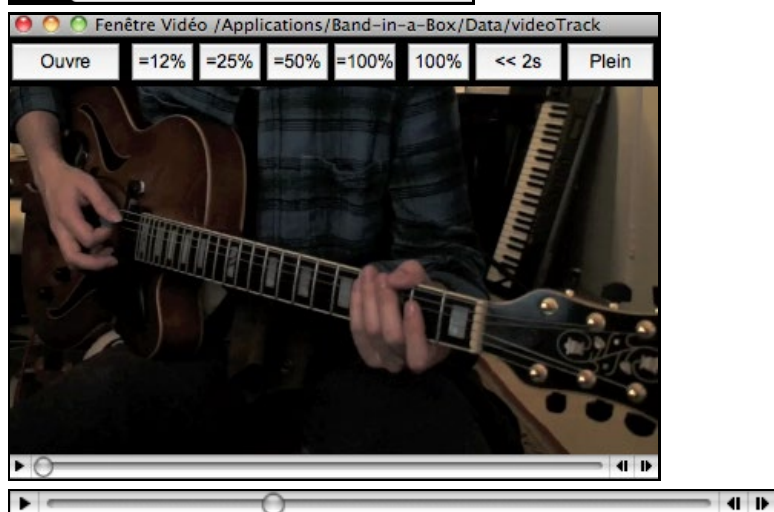 Fenêtre Vidéo /Applications/Band-in-a-Box/Data/videoTrack
Ouvre =12% =25% =50% =100% 100% << 2s Plein